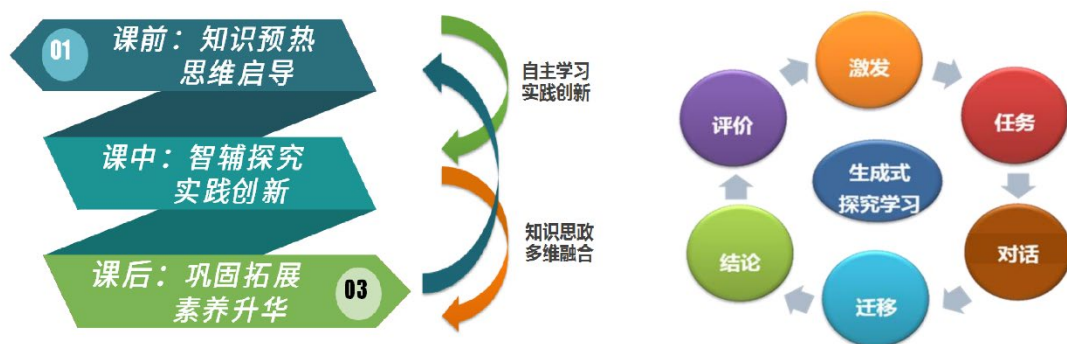 01
课前：知识预热
思维启导
课中：智辅探究
实践创新
课后：巩固拓展
素养升华
03
自主学习
实践创新
知识思政
多维融合
激发
任务
对话
迁移
结论
评价
生成式
探究学习